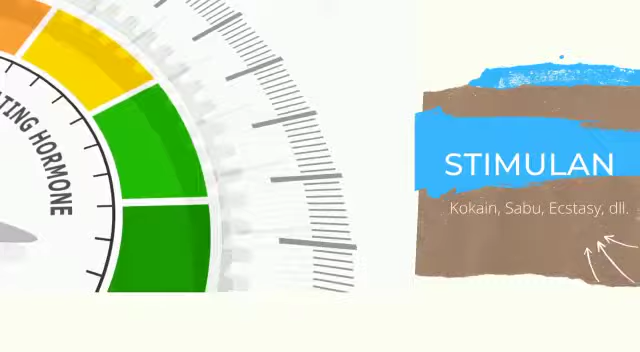 TING HORMONE
STIMULAN
Kokain, Sabu, Ecstasy, dll.